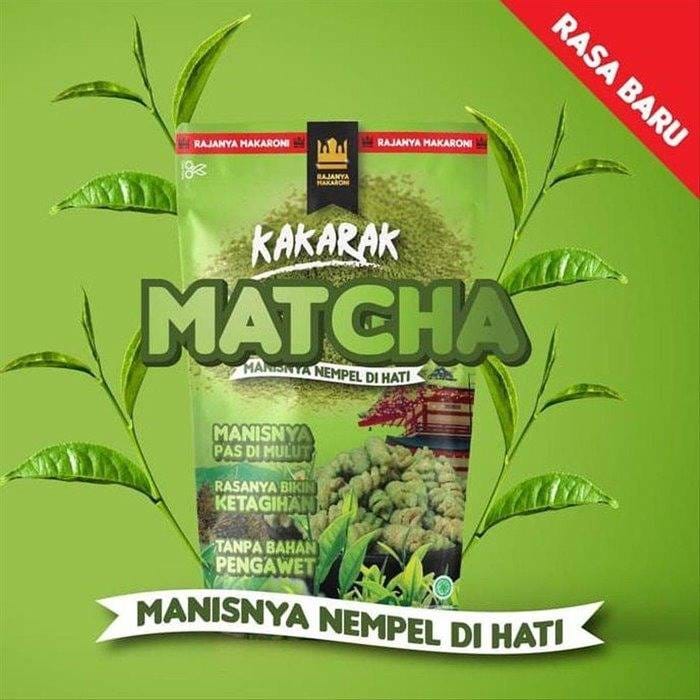 RASA BARU
RAJANYA MAKARONI
RAJANYA MAKARONI
RAJANYA
MAKARONI
KAKARAK
MATCHA
MANISNYA NEMPEL DI HATI
MANISNYA
PAS DI MULUT
RASANYA BIKIN
KETAGIHAN
TANPA BAHAN
PENGAWET
MANISNYA NEMPEL DI HATI